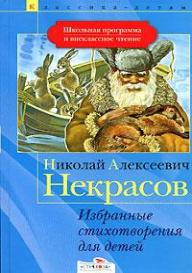 Классика - детям
Школьная программа
и внеклассное чтение
Николай Алексеевич
Некрасов
Избранные
стихотворения
для детей